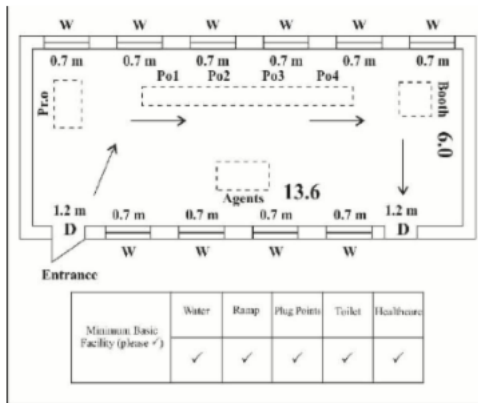 W W W W W W
0.7 m 0.7 m 0.7 m 0.7 m 0.7 m 0.7 m
Po1 Po2 Po3 Po4
Pr.o
Booth
6.0
Agents 13.6
1.2 m 0.7 m 0.7 m 0.7 m 0.7 m 1.2 m
D D
W W W W
Entrance
Water Ramp Plug Points Toilet Healthcare
Minimum Basic
Facility (please ✓)
✓ ✓ ✓ ✓ ✓